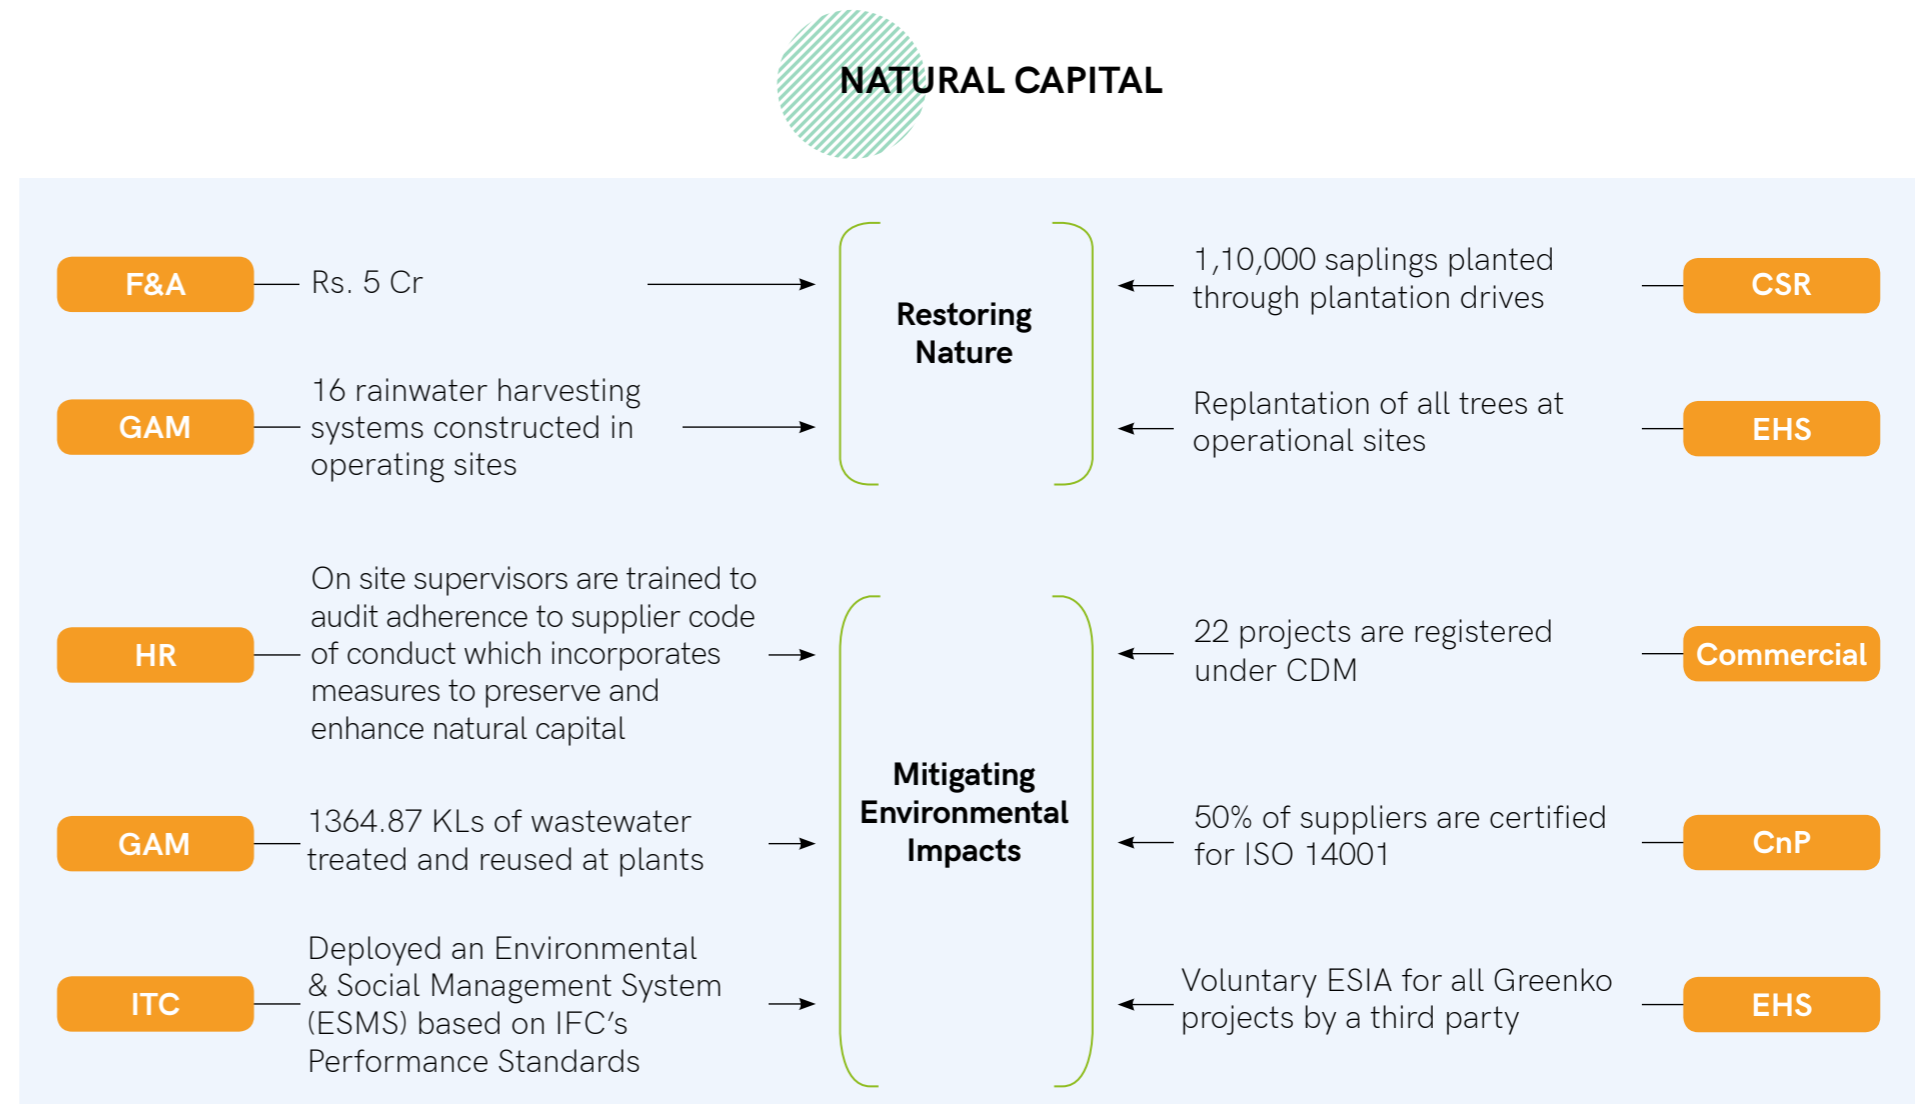 NATURAL CAPITAL
F&A
Rs. 5 Cr
GAM
16 rainwater harvesting
systems constructed in
operating sites
Restoring
Nature
1,10,000 saplings planted
through plantation drives
CSR
Replantation of all trees at
operational sites
EHS
HR
On site supervisors are trained to
audit adherence to supplier code
of conduct which incorporates
measures to preserve and
enhance natural capital
GAM
1364.87 KLs of wastewater
treated and reused at plants
ITC
Deployed an Environmental
& Social Management System
(ESMS) based on IFC’s
Performance Standards
Mitigating
Environmental
Impacts
22 projects are registered
under CDM
Commercial
50% of suppliers are certified
for ISO 14001
CnP
Voluntary ESIA for all Greenko
projects by a third party
EHS